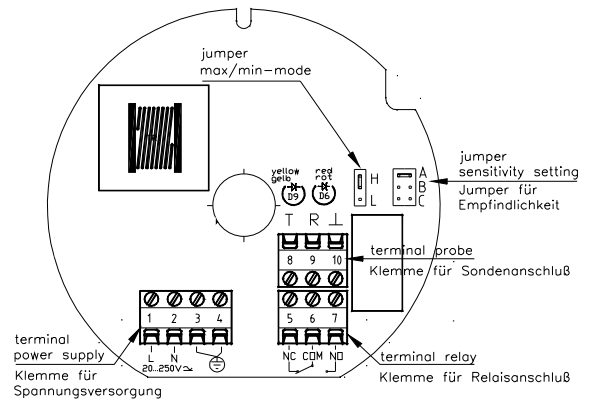 jumper
max/min-mode
yellow
gelb
red
rot
D9
D6
H
L
A
B
C
jumper
sensitivity setting
Jumper für
Empfindlichkeit
T R ⊥
8 9 10
terminal probe
Klemme für Sondenanschluß
1 2 3 4
5 6 7
terminal
power supply
Klemme für
Spannungsversorgung
L N
20...250V≃
NC COM NO
terminal relay
Klemme für Relaisanschluß